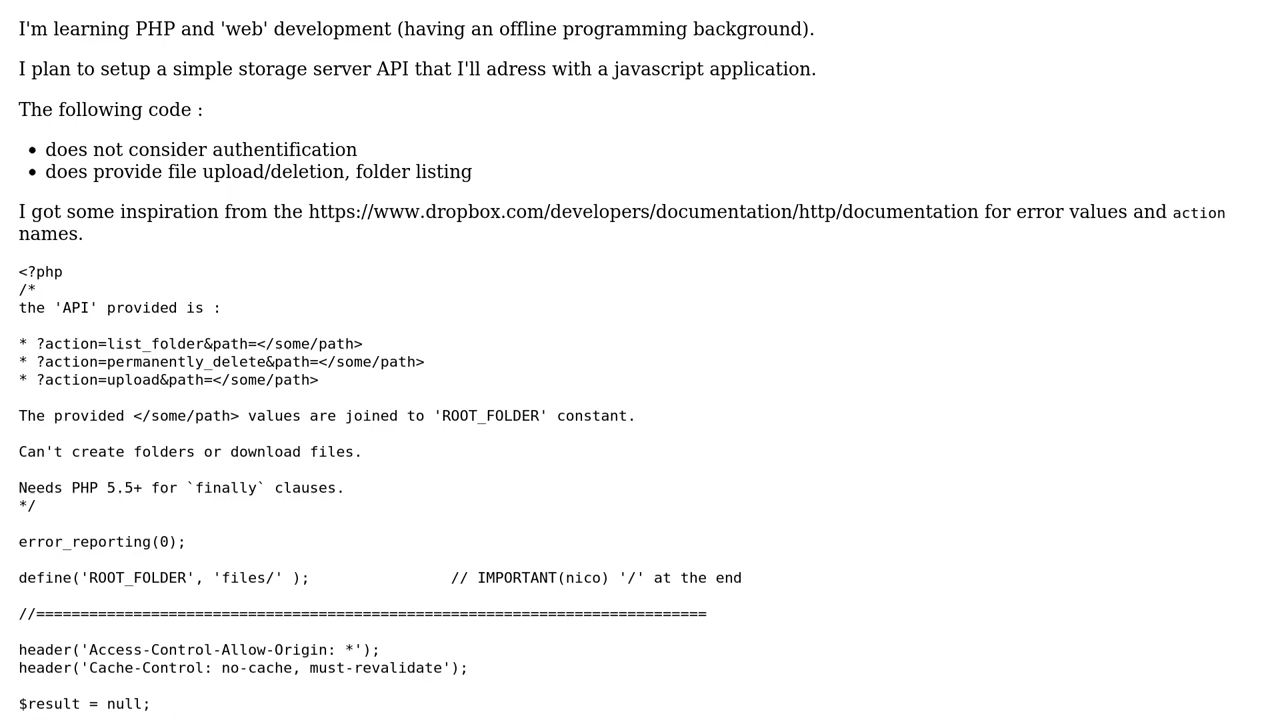 I'm learning PHP and 'web' development (having an offline programming background).
I plan to setup a simple storage server API that I'll adress with a javascript application.
The following code :
• does not consider authentification
• does provide file upload/deletion, folder listing
I got some inspiration from the https://www.dropbox.com/developers/documentation/http/documentation for error values and action
names.
<?php
/*
the 'API' provided is :
* ?action=list_folder&path=</some/path>
* ?action=permanently_delete&path=</some/path>
* ?action=upload&path=</some/path>
The provided </some/path> values are joined to 'ROOT_FOLDER' constant.
Can't create folders or download files.
Needs PHP 5.5+ for `finally` clauses.
*/
error_reporting(0);
define('ROOT_FOLDER', 'files/' );                // IMPORTANT(nico) '/' at the end
//============================================================================
header('Access-Control-Allow-Origin: *');
header('Cache-Control: no-cache, must-revalidate');
$result = null;